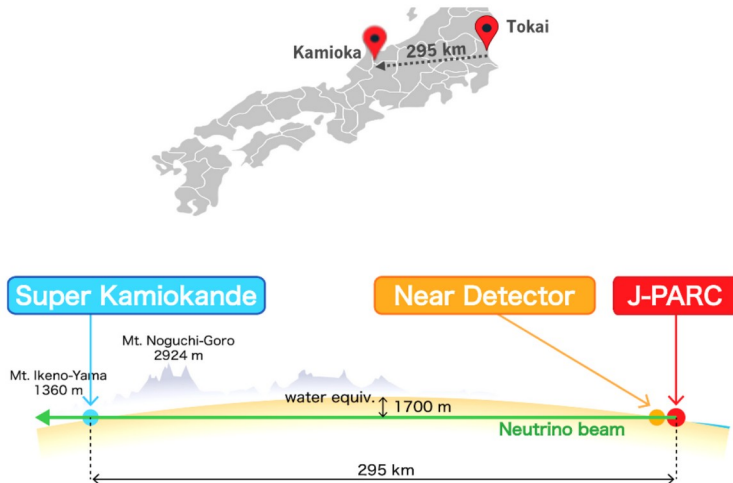 Tokai
Kamioka
295 km
Super Kamiokande
Near Detector
J-PARC
Mt. Noguchi-Goro
2924 m
Mt. Ikeno-Yama
1360 m
water equiv.
1700 m
Neutrino beam
295 km